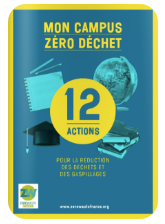 MON CAMPUS
ZÉRO DÉCHET
12
ACTIONS
POUR LA RÉDUCTION
DES DÉCHETS ET
DES GASPILLAGES
www.zerowastefrance.org